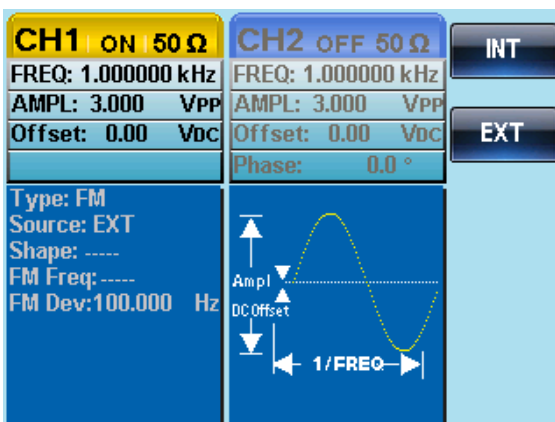 CH1 ON 50 Ω
FREQ: 1.000000 kHz
AMPL: 3.000 VPP
Offset: 0.00 VDC
CH2 OFF 50 Ω
FREQ: 1.000000 kHz
AMPL: 3.000 VPP
Offset: 0.00 VDC
Phase: 0.0 °
INT
EXT
Type: FM
Source: EXT
Shape: -----
FM Freq: -----
FM Dev:100.000 Hz
Ampl
DC Offset
1/FREQ